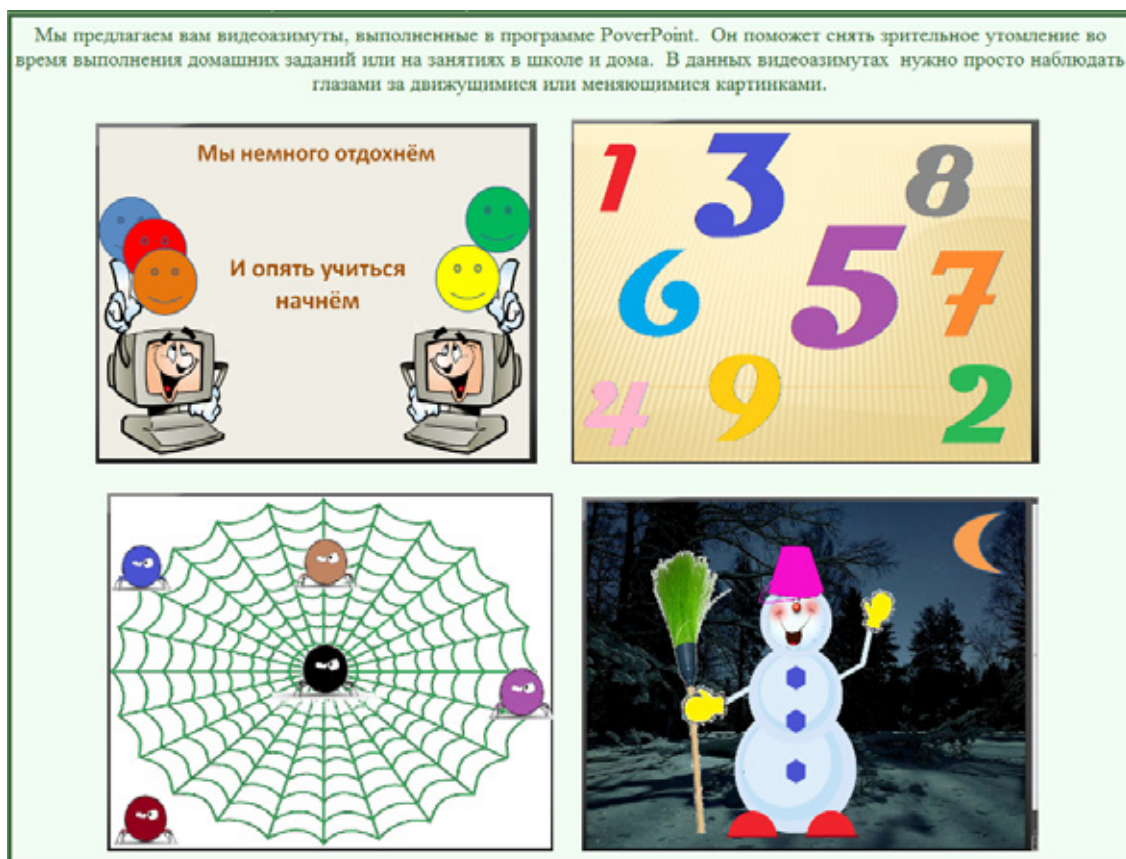 Мы предлагаем вам видеоазимуты, выполненные в программе PoverPoint. Он поможет снять зрительное утомление во
время выполнения домашних заданий или на занятиях в школе и дома. В данных видеоазимутах нужно просто наблюдать
глазами за движущимися или меняющимися картинками.
Мы немного отдохнём
И опять учиться
начнём
1 3 8
6 5 7
4 9 2